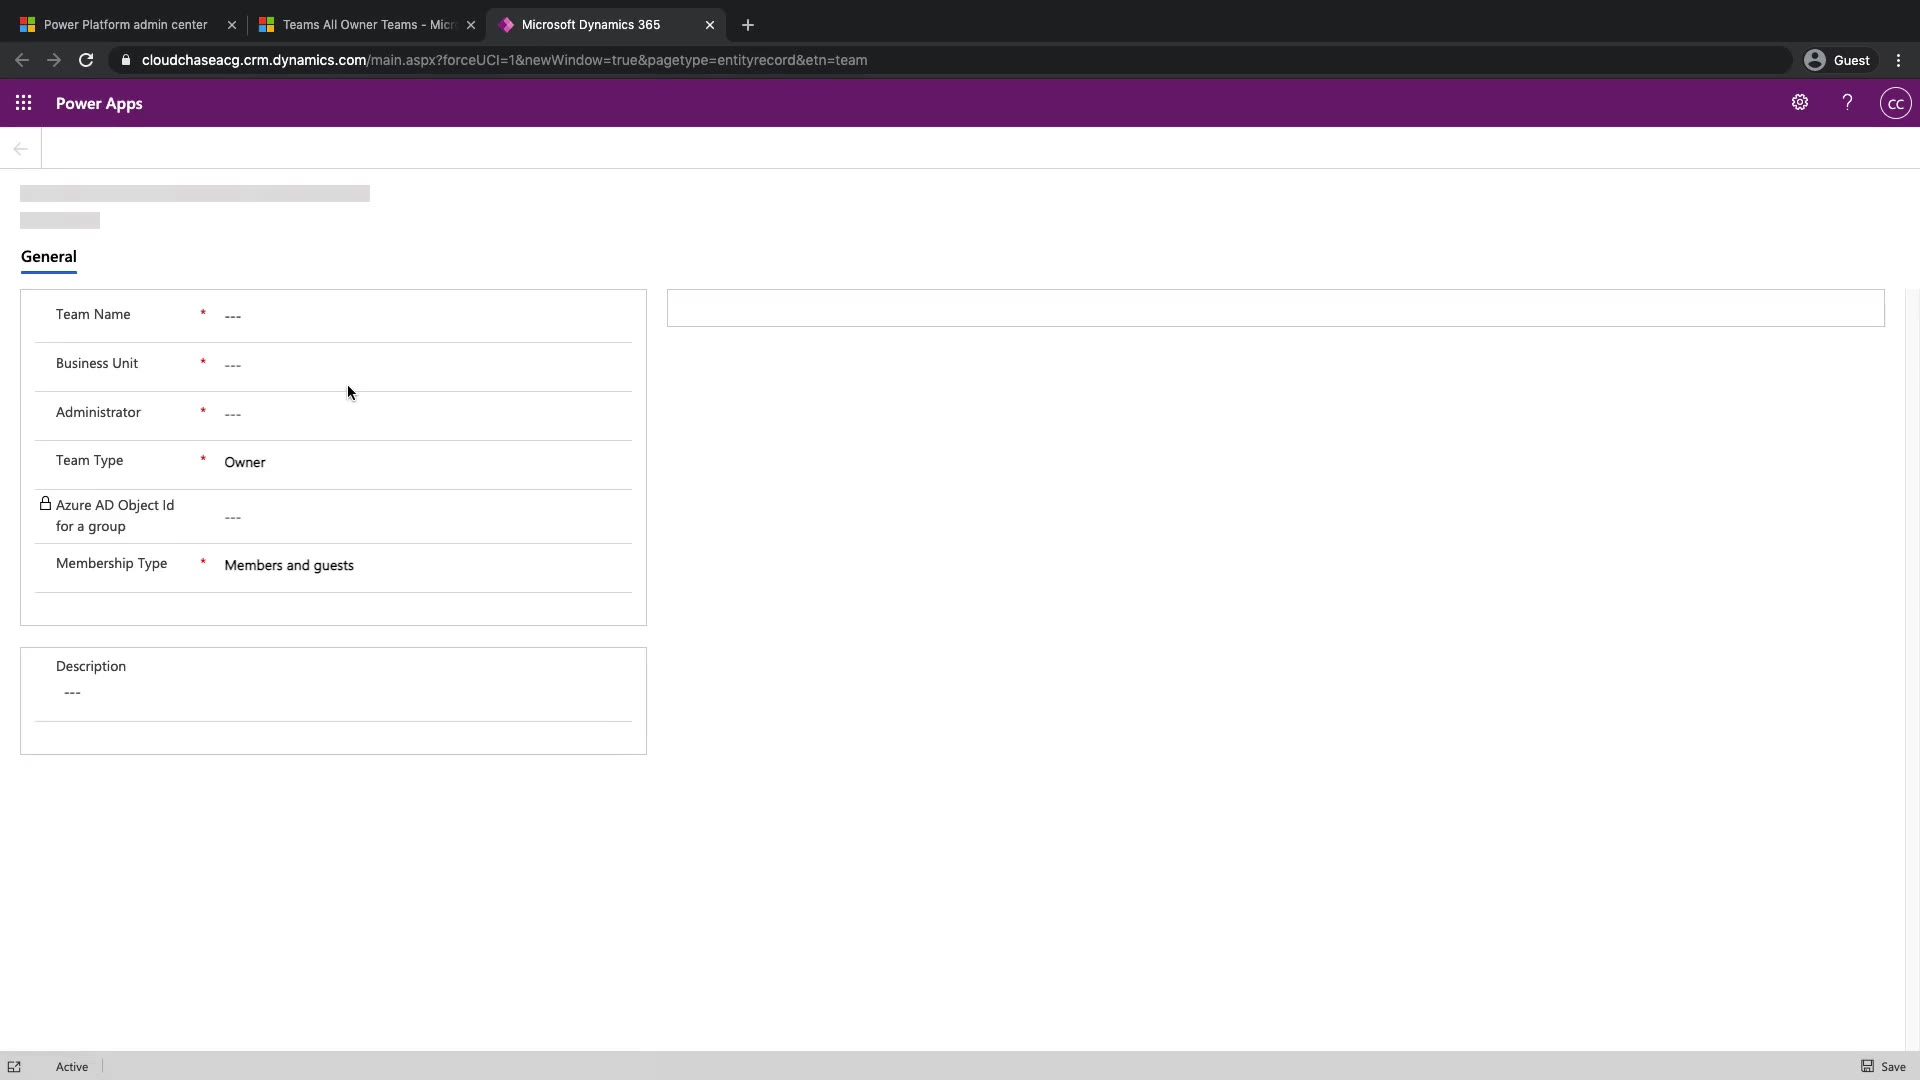 Power Platform admin center
Teams All Owner Teams - Micr
Microsoft Dynamics 365
cloudchaseacg.crm.dynamics.com/main.aspx?forceUCI=1&newWindow=true&pagetype=entityrecord&etn=team
Guest
Power Apps
?
CC
General
Team Name * ---
Business Unit * ---
Administrator * ---
Team Type * Owner
Azure AD Object Id
for a group
---
Membership Type * Members and guests
Description
---
Active
Save